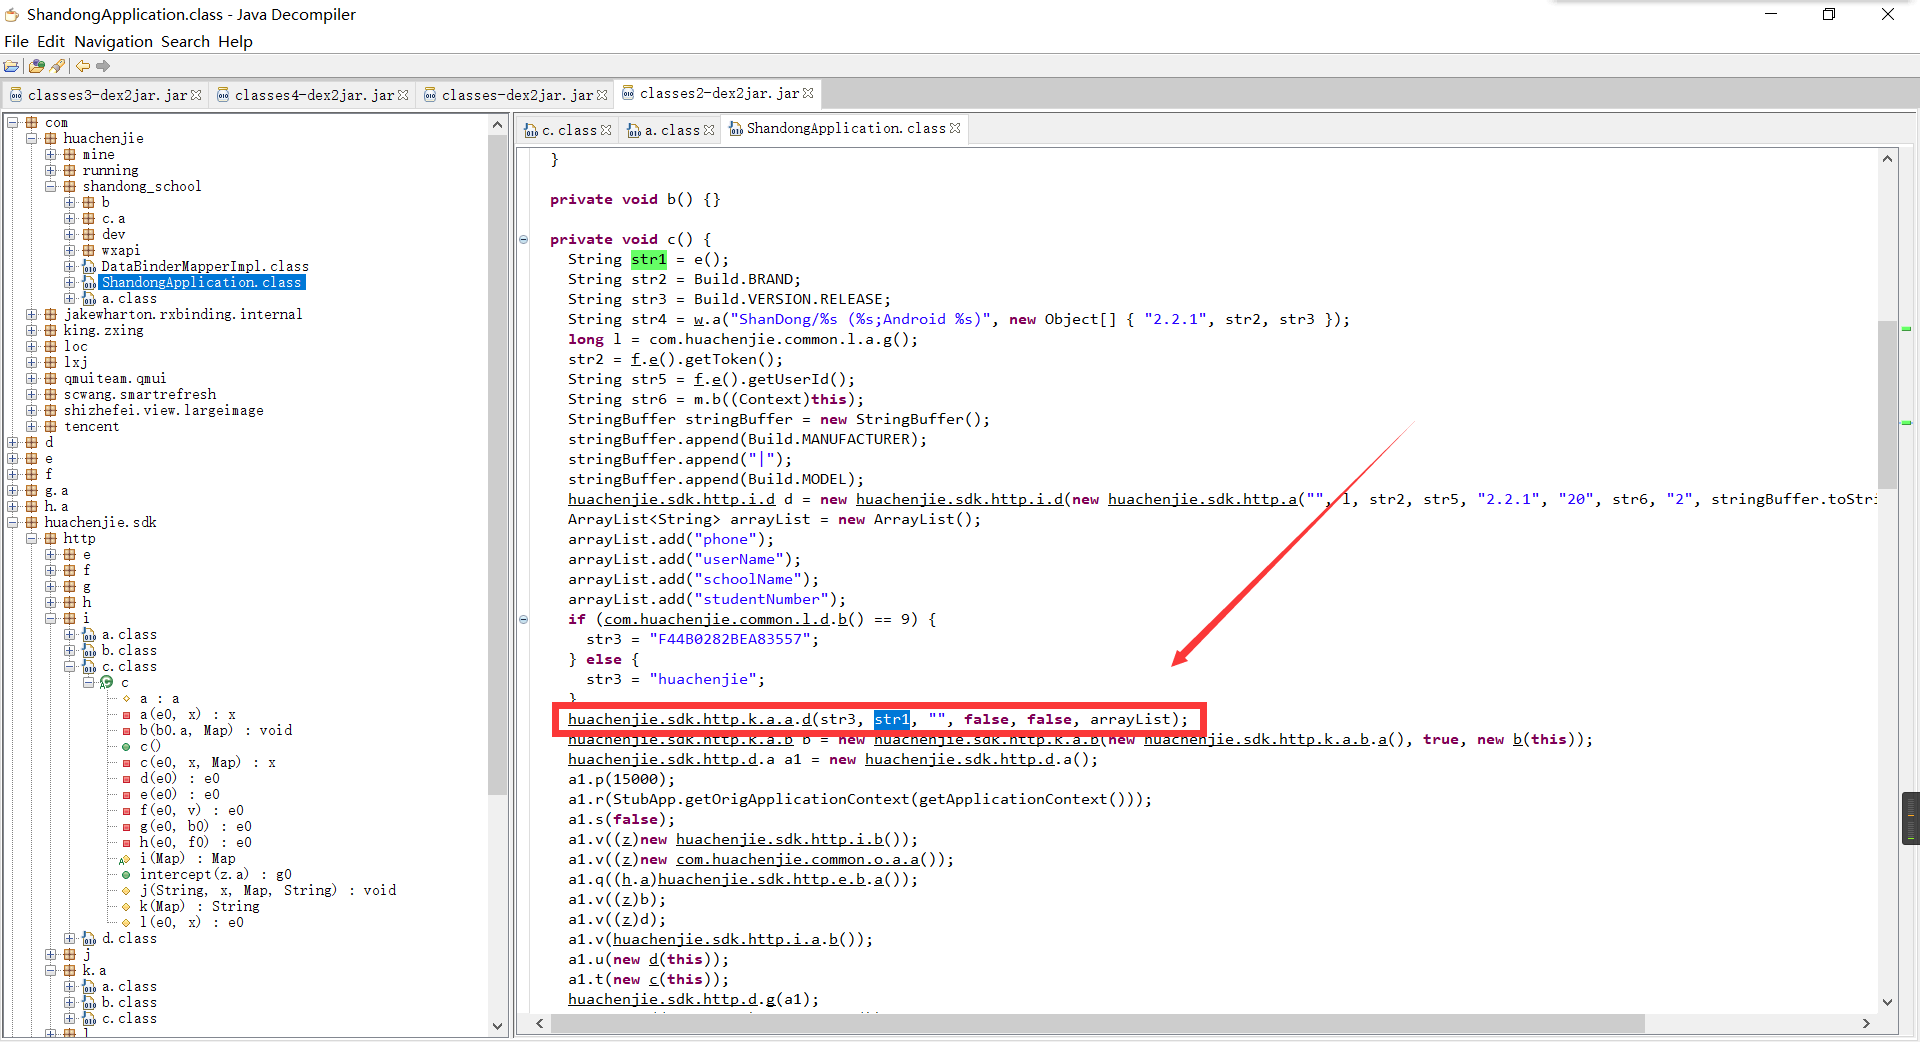 ShandongApplication.class - Java Decompiler
File Edit Navigation Search Help
classes3-dex2jar.jar classes4-dex2jar.jar classes-dex2jar.jar classes2-dex2jar.jar
com
huachenjie
mine
running
shandong_school
b
c.a
dev
wxapi
DataBinderMapperImpl.class
ShandongApplication.class
a.class
jakewharton.rxbinding.internal
king.zxing
loc
lxj
qmuiteam.qmui
scwang.smartrefresh
shizhefei.view.largeimage
tencent
d
e
f
g.a
h.a
huachenjie.sdk
http
e
f
g
h
i
a.class
b.class
c.class
c
a : a
a(e0, x) : x
b(b0.a, Map) : void
c()
c(e0, x, Map) : x
d(e0) : e0
e(e0) : e0
f(e0, v) : e0
g(e0, b0) : e0
h(e0, f0) : e0
i(Map) : Map
intercept(z.a) : g0
j(String, x, Map, String) : void
k(Map) : String
l(e0, x) : e0
d.class
j
k.a
a.class
b.class
c.class
l
c.class a.class ShandongApplication.class
}
private void b() {}
private void c() {
String str1 = e();
String str2 = Build.BRAND;
String str3 = Build.VERSION.RELEASE;
String str4 = w.a("ShanDong/%s (%s;Android %s)", new Object[] { "2.2.1", str2, str3 });
long l = com.huachenjie.common.l.a.g();
str2 = f.e().getToken();
String str5 = f.e().getUserId();
String str6 = m.b((Context)this);
StringBuffer stringBuffer = new StringBuffer();
stringBuffer.append(Build.MANUFACTURER);
stringBuffer.append("|");
stringBuffer.append(Build.MODEL);
huachenjie.sdk.http.i.d d = new huachenjie.sdk.http.i.d(new huachenjie.sdk.http.a("", l, str2, str5, "2.2.1", "20", str6, "2", stringBuffer.toStri
ArrayList<String> arrayList = new ArrayList();
arrayList.add("phone");
arrayList.add("userName");
arrayList.add("schoolName");
arrayList.add("studentNumber");
if (com.huachenjie.common.l.d.b() == 9) {
str3 = "F44B0282BEA83557";
} else {
str3 = "huachenjie";
}
huachenjie.sdk.http.k.a.a.d(str3, str1, "", false, false, arrayList);
huachenjie.sdk.http.k.a.b b = new huachenjie.sdk.http.k.a.b(new huachenjie.sdk.http.k.a.b.a(), true, new b(this));
huachenjie.sdk.http.d.a a1 = new huachenjie.sdk.http.d.a();
a1.p(15000);
a1.r(StubApp.getOrigApplicationContext(getApplicationContext()));
a1.s(false);
a1.v((z)new huachenjie.sdk.http.i.b());
a1.v((z)new com.huachenjie.common.o.a.a());
a1.q((h.a)huachenjie.sdk.http.e.b.a());
a1.v((z)b);
a1.v((z)d);
a1.v(huachenjie.sdk.http.i.a.b());
a1.u(new d(this));
a1.t(new c(this));
huachenjie.sdk.http.d.g(a1);